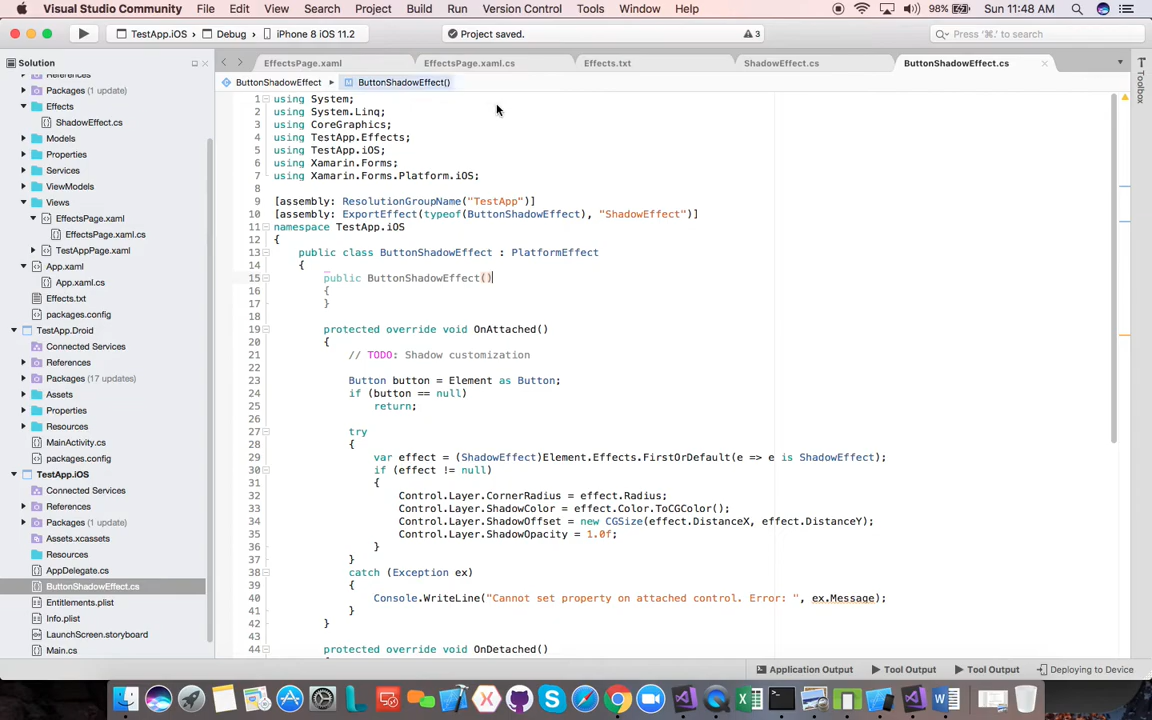 Visual Studio Community File Edit View Search Project Build Run Version Control Tools Window Help 98% Sun 11:48 AM
TestApp.iOS Debug iPhone 8 iOS 11.2 Project saved. 3 Press '⌘.' to search
Solution
References
Packages (1 update)
Effects
ShadowEffect.cs
Models
Properties
Services
ViewModels
Views
EffectsPage.xaml
EffectsPage.xaml.cs
TestAppPage.xaml
App.xaml
App.xaml.cs
Effects.txt
packages.config
TestApp.Droid
Connected Services
References
Packages (17 updates)
Assets
Properties
Resources
MainActivity.cs
packages.config
TestApp.iOS
Connected Services
References
Packages (1 update)
Assets.xcassets
Resources
AppDelegate.cs
ButtonShadowEffect.cs
Entitlements.plist
Info.plist
LaunchScreen.storyboard
Main.cs
EffectsPage.xaml EffectsPage.xaml.cs Effects.txt ShadowEffect.cs ButtonShadowEffect.cs
ButtonShadowEffect ButtonShadowEffect()
1 using System;
2 using System.Linq;
3 using CoreGraphics;
4 using TestApp.Effects;
5 using TestApp.iOS;
6 using Xamarin.Forms;
7 using Xamarin.Forms.Platform.iOS;
8
9 [assembly: ResolutionGroupName("TestApp")]
10 [assembly: ExportEffect(typeof(ButtonShadowEffect), "ShadowEffect")]
11 namespace TestApp.iOS
12 {
13 public class ButtonShadowEffect : PlatformEffect
14 {
15 public ButtonShadowEffect()
16 {
17 }
18
19 protected override void OnAttached()
20 {
21 // TODO: Shadow customization
22
23 Button button = Element as Button;
24 if (button == null)
25 return;
26
27 try
28 {
29 var effect = (ShadowEffect)Element.Effects.FirstOrDefault(e => e is ShadowEffect);
30 if (effect != null)
31 {
32 Control.Layer.CornerRadius = effect.Radius;
33 Control.Layer.ShadowColor = effect.Color.ToCGColor();
34 Control.Layer.ShadowOffset = new CGSize(effect.DistanceX, effect.DistanceY);
35 Control.Layer.ShadowOpacity = 1.0f;
36 }
37 }
38 catch (Exception ex)
39 {
40 Console.WriteLine("Cannot set property on attached control. Error: ", ex.Message);
41 }
42 }
43
44 protected override void OnDetached()
Toolbox
Application Output Tool Output Tool Output Deploying to Device